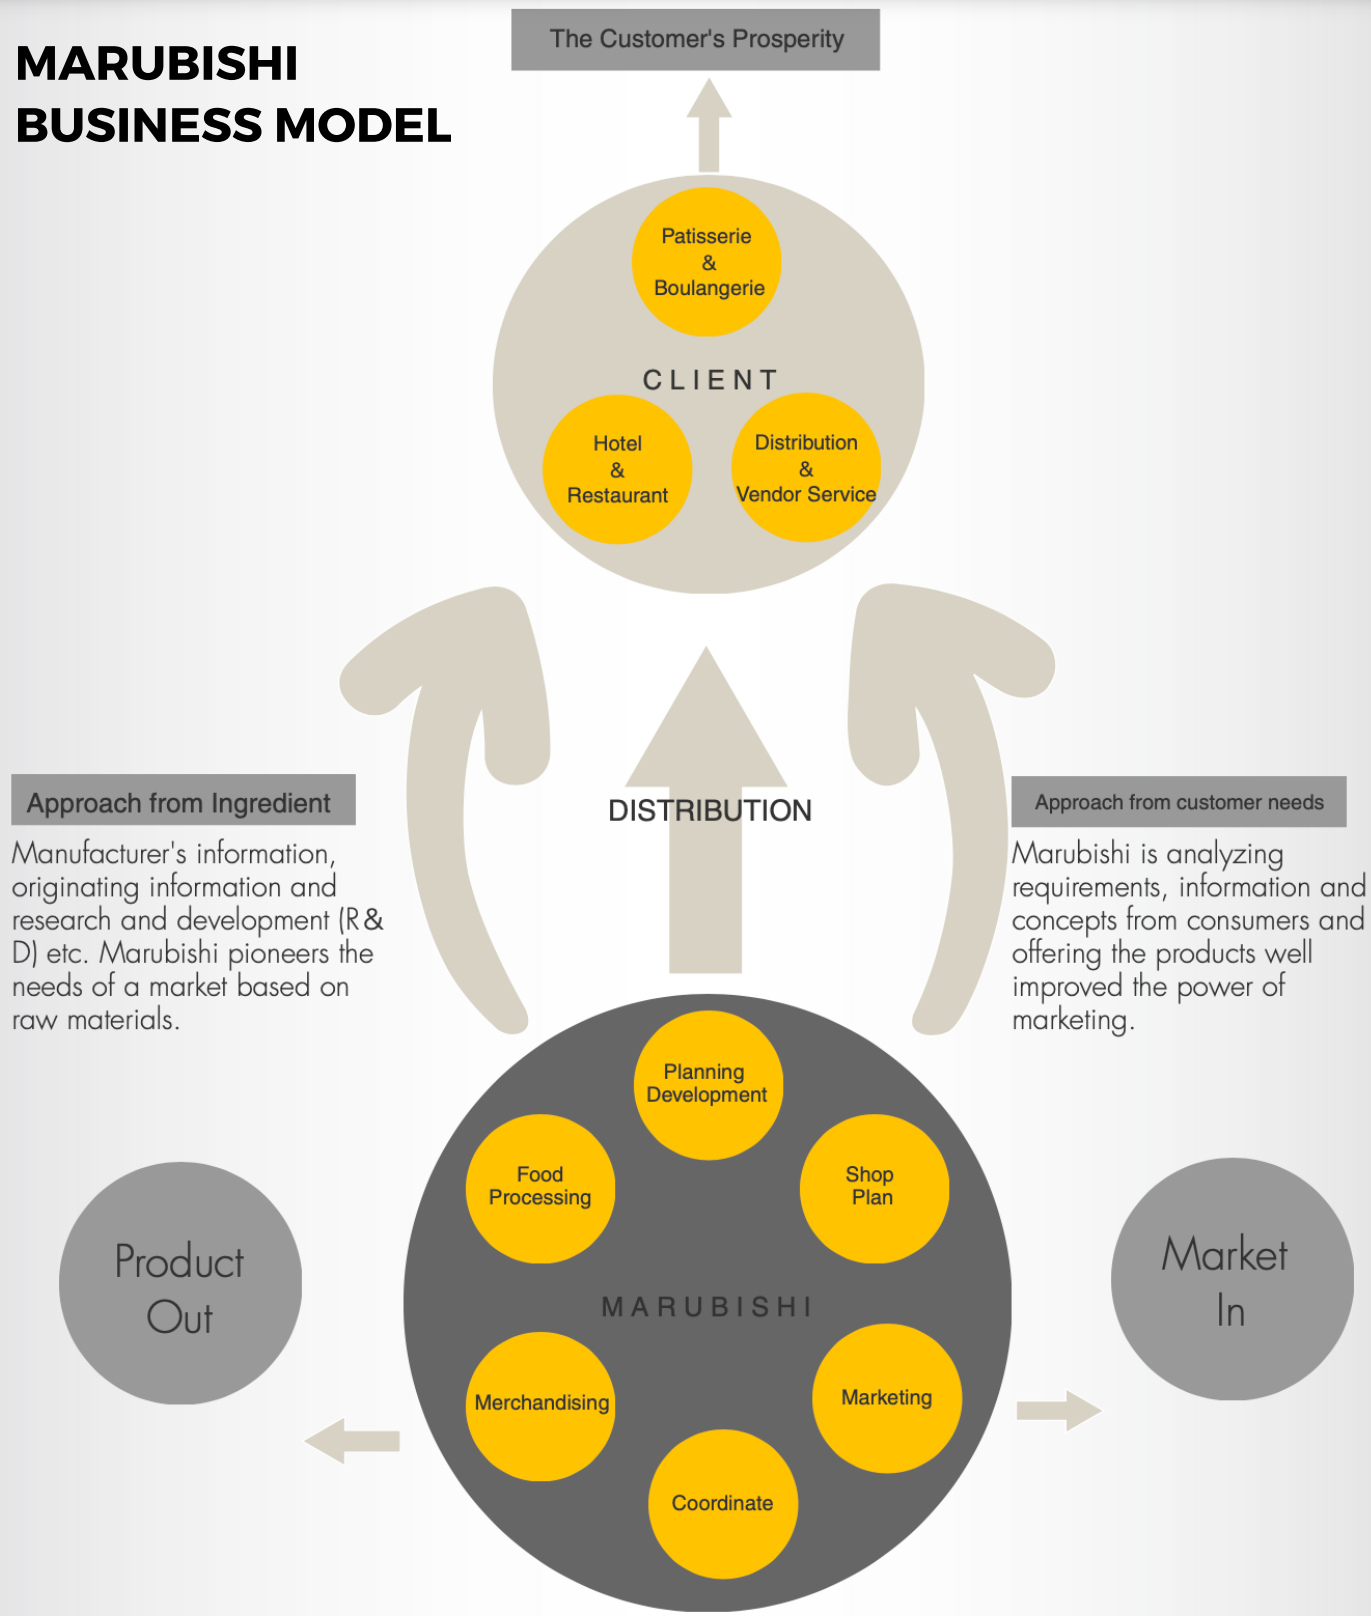 MARUBISHI
BUSINESS MODEL
The Customer's Prosperity
Patisserie
&
Boulangerie
CLIENT
Hotel
&
Restaurant
Distribution
&
Vendor Service
DISTRIBUTION
Approach from Ingredient
Manufacturer's information,
originating information and
research and development (R&
D) etc. Marubishi pioneers the
needs of a market based on
raw materials.
Approach from customer needs
Marubishi is analyzing
requirements, information and
concepts from consumers and
offering the products well
improved the power of
marketing.
Planning
Development
Food
Processing
Shop
Plan
Product
Out
Market
In
MARUBISHI
Merchandising
Marketing
Coordinate